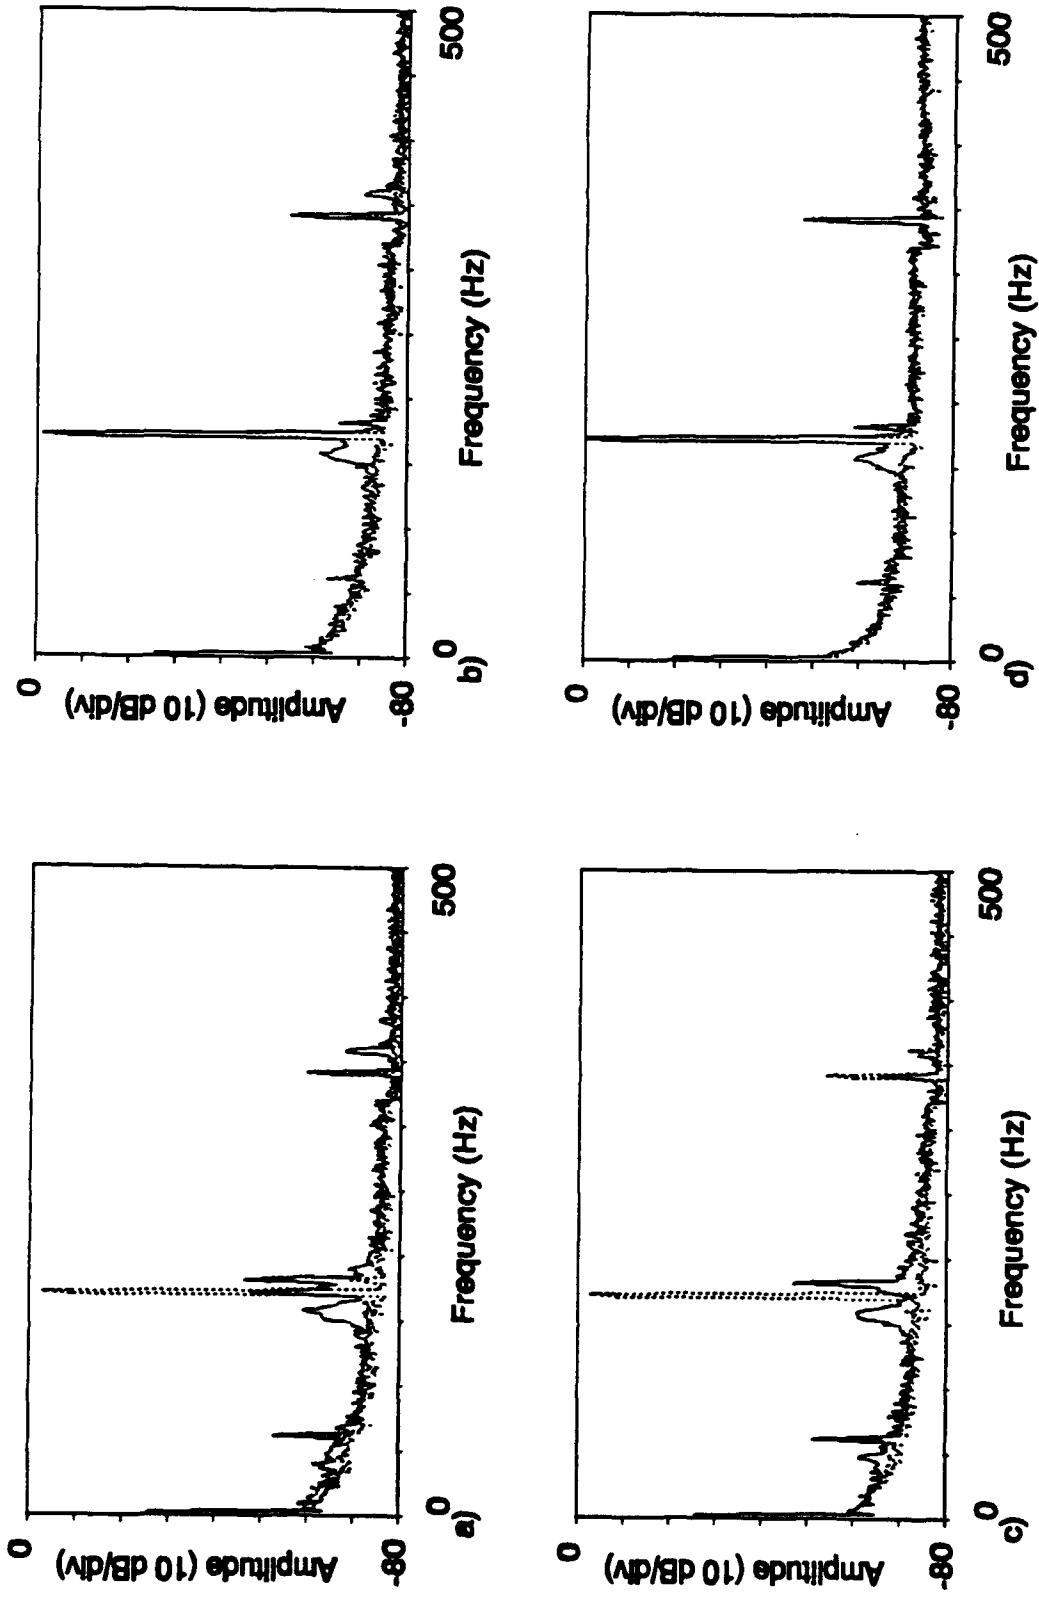 0
Amplitude (10 dB/div)
-80
0
500
Frequency (Hz)
a)
0
Amplitude (10 dB/div)
-80
0
500
Frequency (Hz)
b)
0
Amplitude (10 dB/div)
-80
0
500
Frequency (Hz)
c)
0
Amplitude (10 dB/div)
-80
0
500
Frequency (Hz)
d)